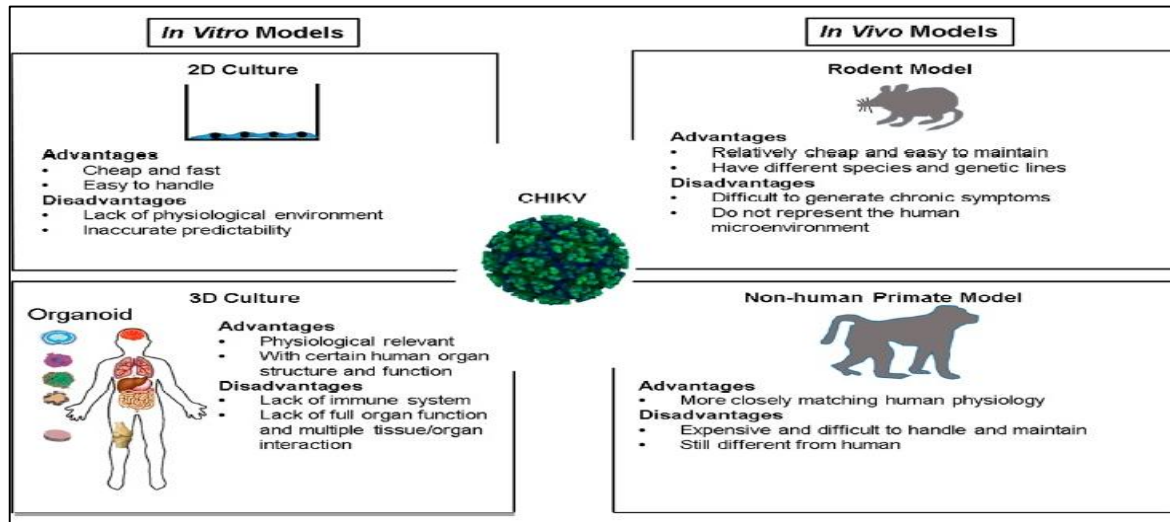 In Vitro Models
2D Culture
Advantages
• Cheap and fast
• Easy to handle
Disadvantages
• Lack of physiological environment
• Inaccurate predictability
3D Culture
Organoid
Advantages
• Physiological relevant
• With certain human organ
structure and function
Disadvantages
• Lack of immune system
• Lack of full organ function
and multiple tissue/organ
interaction
CHIKV
In Vivo Models
Rodent Model
Advantages
• Relatively cheap and easy to maintain
• Have different species and genetic lines
Disadvantages
• Difficult to generate chronic symptoms
• Do not represent the human
microenvironment
Non-human Primate Model
Advantages
• More closely matching human physiology
Disadvantages
• Expensive and difficult to handle and maintain
• Still different from human